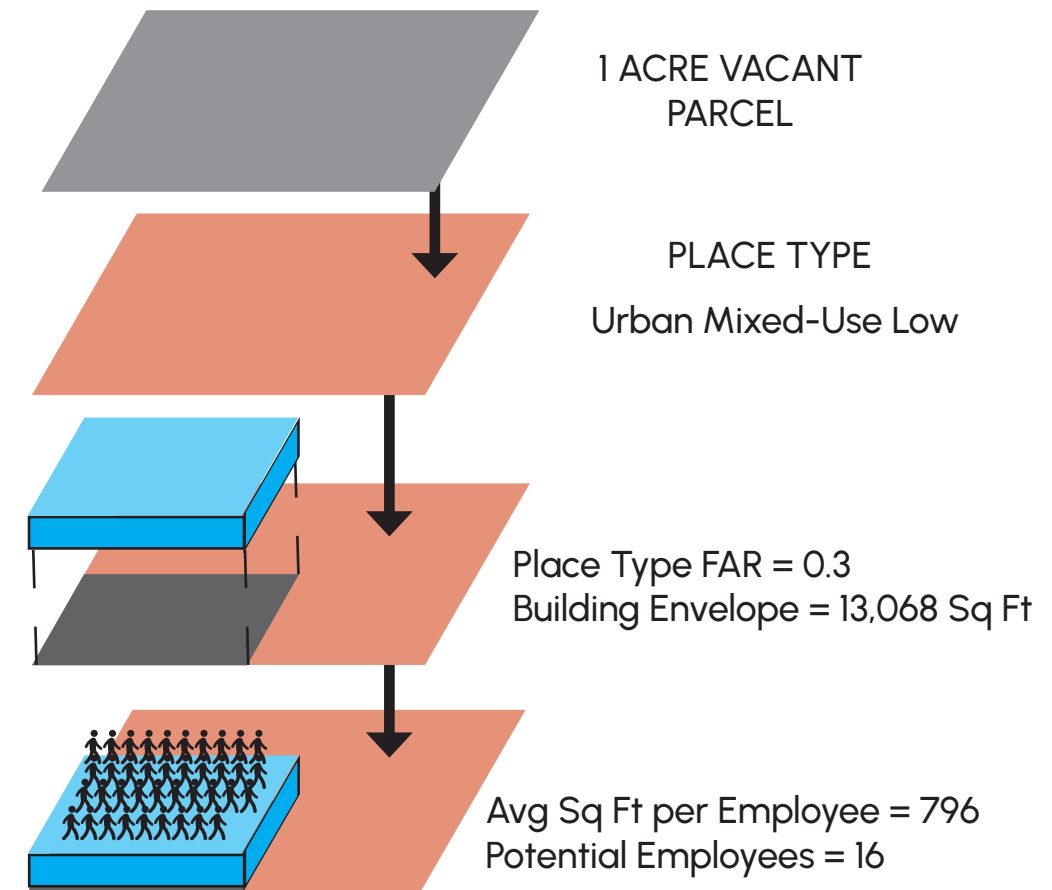 1 ACRE VACANT
PARCEL
PLACE TYPE
Urban Mixed-Use Low
Place Type FAR = 0.3
Building Envelope = 13,068 Sq Ft
Avg Sq Ft per Employee = 796
Potential Employees = 16